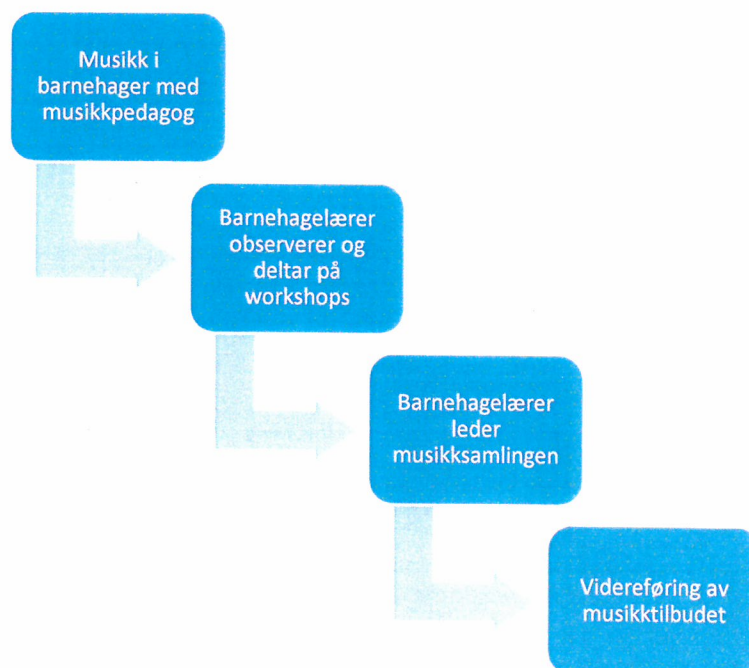 Musikk i
barnehager med
musikkpedagog
Barnehagelærer
observerer og
deltar på
workshops
Barnehagelærer
leder
musikksamlingen
Videreføring av
musikktilbudet